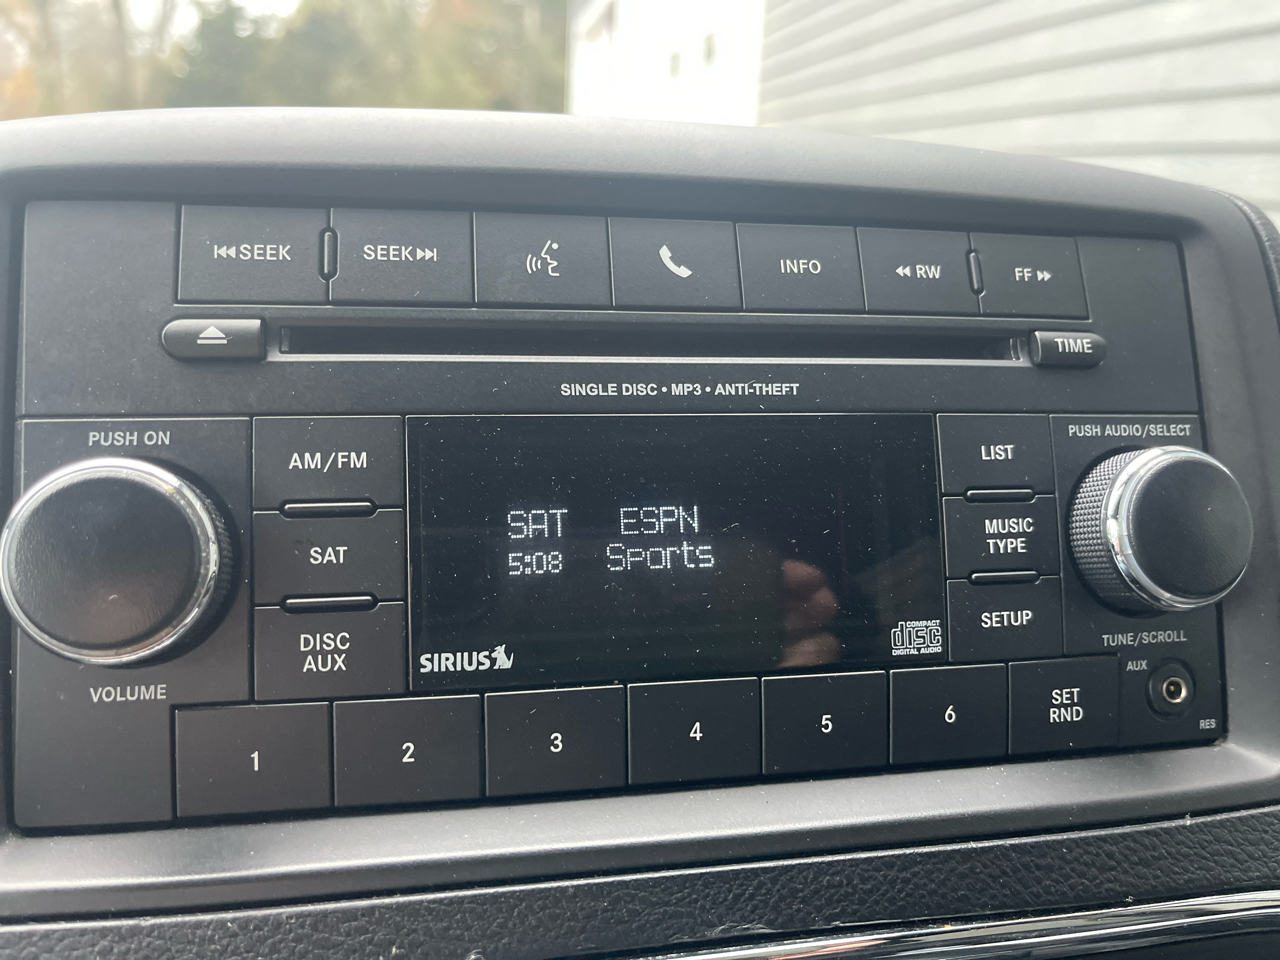 SEEK
SEEK
INFO
RW
FF
TIME
SINGLE DISC • MP3 • ANTI-THEFT
PUSH ON
VOLUME
AM/FM
SAT
DISC
AUX
SAT ESPN
5:08 Sports
SIRIUS
COMPACT
disc
DIGITAL AUDIO
LIST
MUSIC
TYPE
SETUP
PUSH AUDIO/SELECT
TUNE/SCROLL
AUX
RES
1
2
3
4
5
6
SET
RND